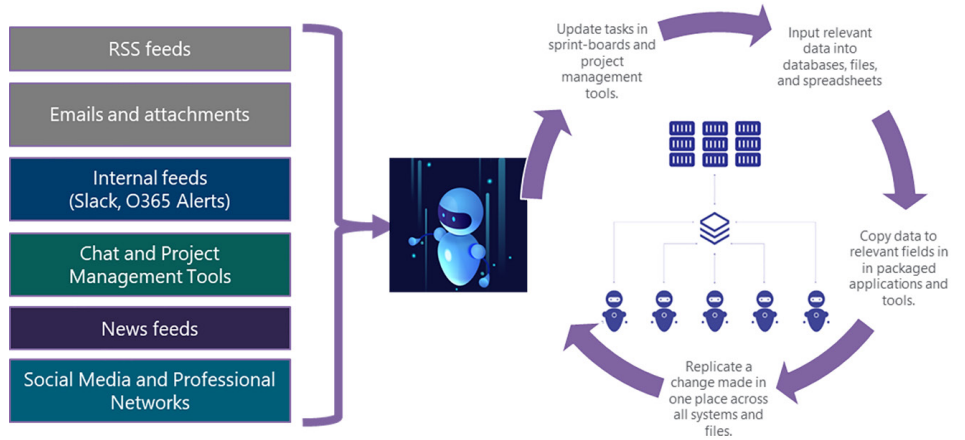 RSS feeds
Emails and attachments
Internal feeds
(Slack, O365 Alerts)
Chat and Project
Management Tools
News feeds
Social Media and Professional
Networks
Update tasks in
sprint-boards and
project
management
tools.
Input relevant
data into
databases, files,
and spreadsheets
Copy data to
relevant fields in
in packaged
applications and
tools.
Replicate a
change made in
one place across
all systems and
files.